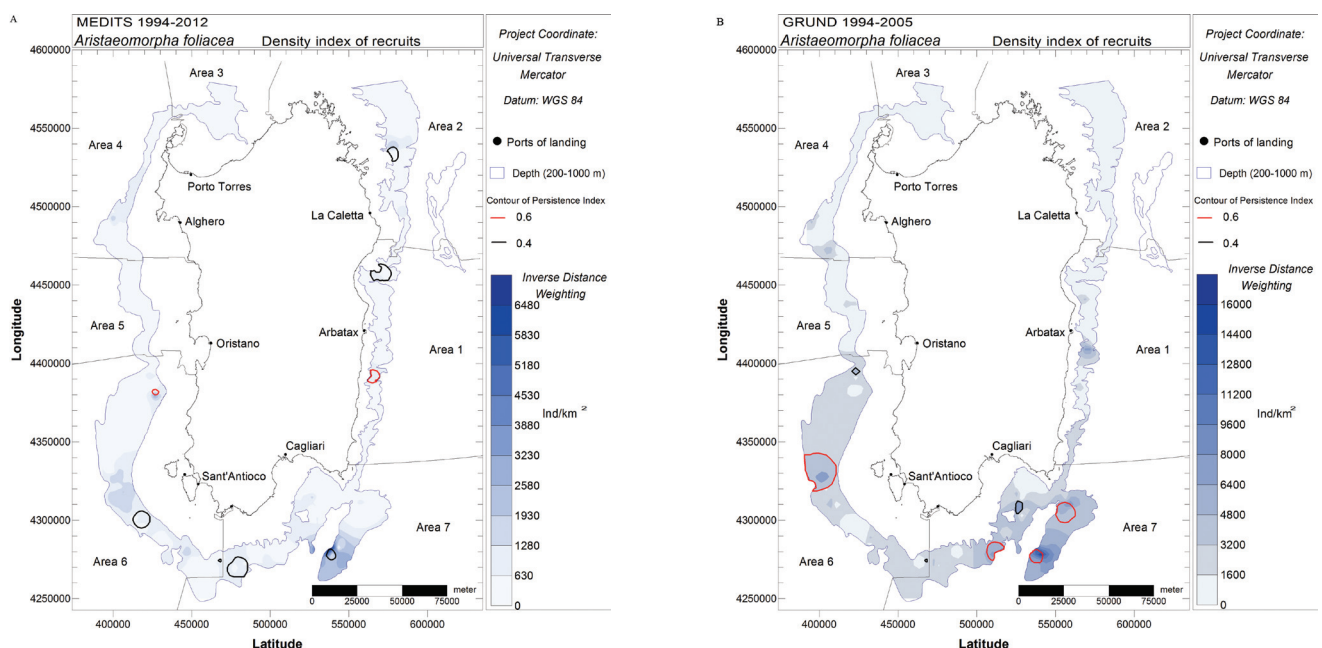 A
MEDITS 1994-2012
Aristaeomorpha foliacea Density index of recruits
4600000
4550000
4500000
4450000
4400000
4350000
4300000
4250000
Longitude
400000 450000 500000 550000 600000
Latitude
Area 3
Area 4
Area 2
Porto Torres
Alghero
La Caletta
Area 5
Oristano
Arbatax
Area 1
Cagliari
Sant'Antioco
Area 7
Area 6
0 25000 50000 75000 meter
Project Coordinate:
Universal Transverse
Mercator
Datum: WGS 84
Ports of landing
Depth (200-1000 m)
Contour of Persistence Index
0.6
0.4
Inverse Distance
Weighting
6480
5830
5180
4530
3880
3230
2580
1930
1280
630
0
Ind/km²
B
GRUND 1994-2005
Aristaeomorpha foliacea Density index of recruits
4600000
4550000
4500000
4450000
4400000
4350000
4300000
4250000
Longitude
400000 450000 500000 550000 600000
Latitude
Area 3
Area 4
Area 2
Porto Torres
Alghero
La Caletta
Area 5
Oristano
Arbatax
Area 1
Cagliari
Sant'Antioco
Area 7
Area 6
0 25000 50000 75000 meter
Project Coordinate:
Universal Transverse
Mercator
Datum: WGS 84
Ports of landing
Depth (200-1000 m)
Contour of Persistence Index
0.6
0.4
Inverse Distance
Weighting
16000
14400
12800
11200
9600
8000
6400
4800
3200
1600
0
Ind/km²